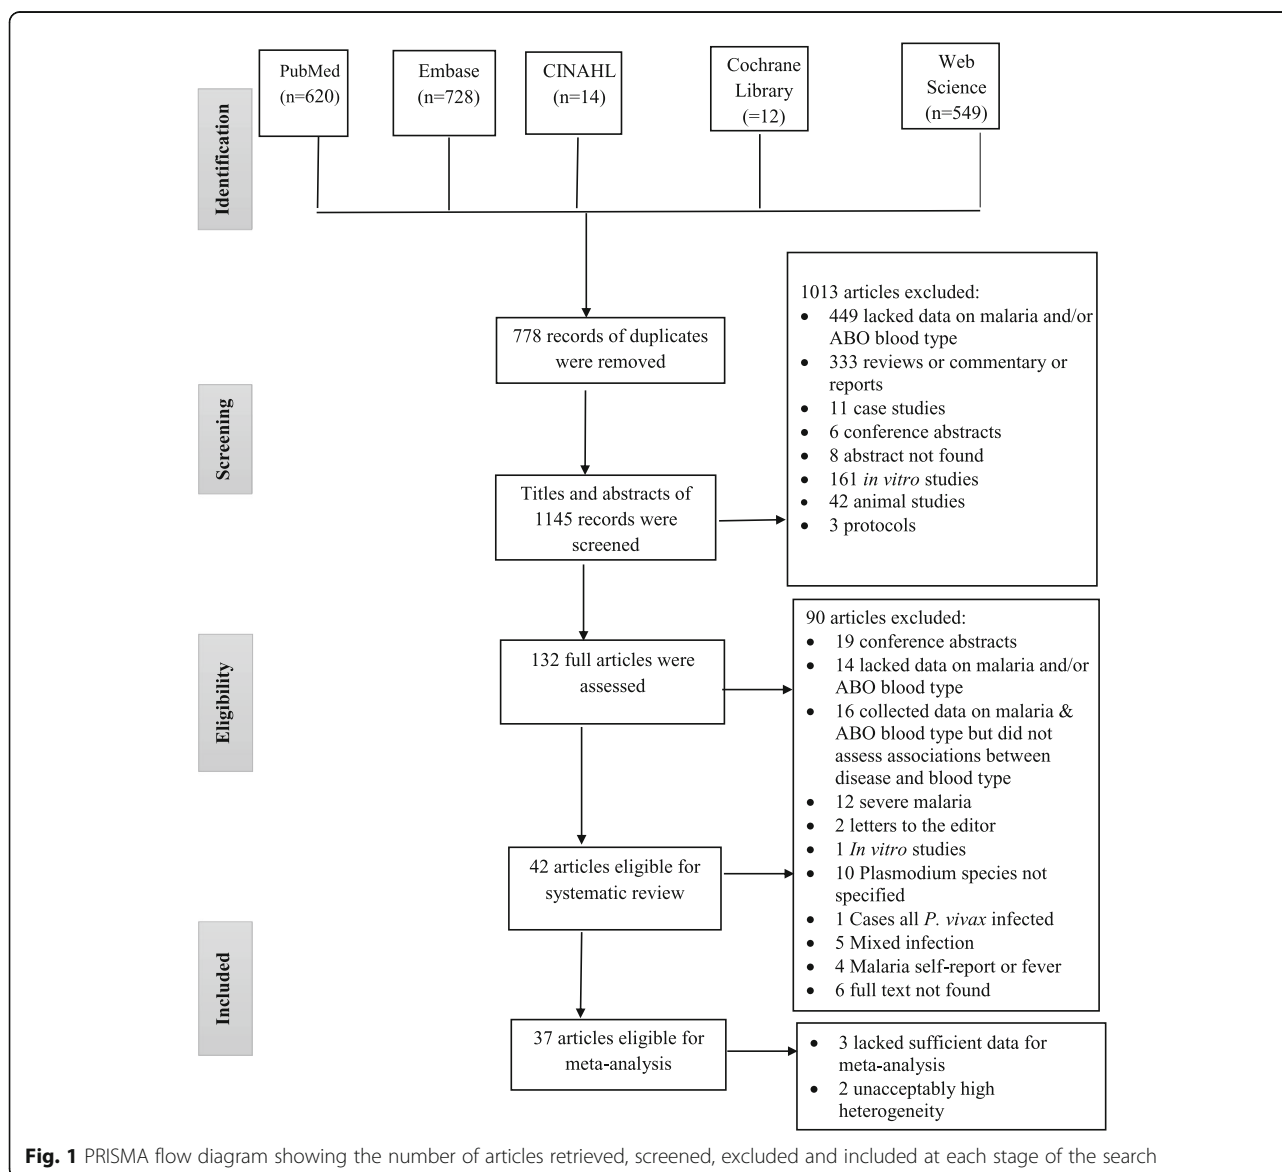 PubMed
(n=620)
Embase
(n=728)
CINAHL
(n=14)
Cochrane
Library
(=12)
Web
Science
(n=549)
Identification
778 records of duplicates
were removed
Screening
Titles and abstracts of
1145 records were
screened
1013 articles excluded:
• 449 lacked data on malaria and/or
ABO blood type
• 333 reviews or commentary or
reports
• 11 case studies
• 6 conference abstracts
• 8 abstract not found
• 161 in vitro studies
• 42 animal studies
• 3 protocols
Eligibility
132 full articles were
assessed
90 articles excluded:
• 19 conference abstracts
• 14 lacked data on malaria and/or
ABO blood type
• 16 collected data on malaria &
ABO blood type but did not
assess associations between
disease and blood type
• 12 severe malaria
• 2 letters to the editor
• 1 In vitro studies
• 10 Plasmodium species not
specified
• 1 Cases all P. vivax infected
• 5 Mixed infection
• 4 Malaria self-report or fever
• 6 full text not found
42 articles eligible for
systematic review
Included
37 articles eligible for
meta-analysis
• 3 lacked sufficient data for
meta-analysis
• 2 unacceptably high
heterogeneity
Fig. 1 PRISMA flow diagram showing the number of articles retrieved, screened, excluded and included at each stage of the search